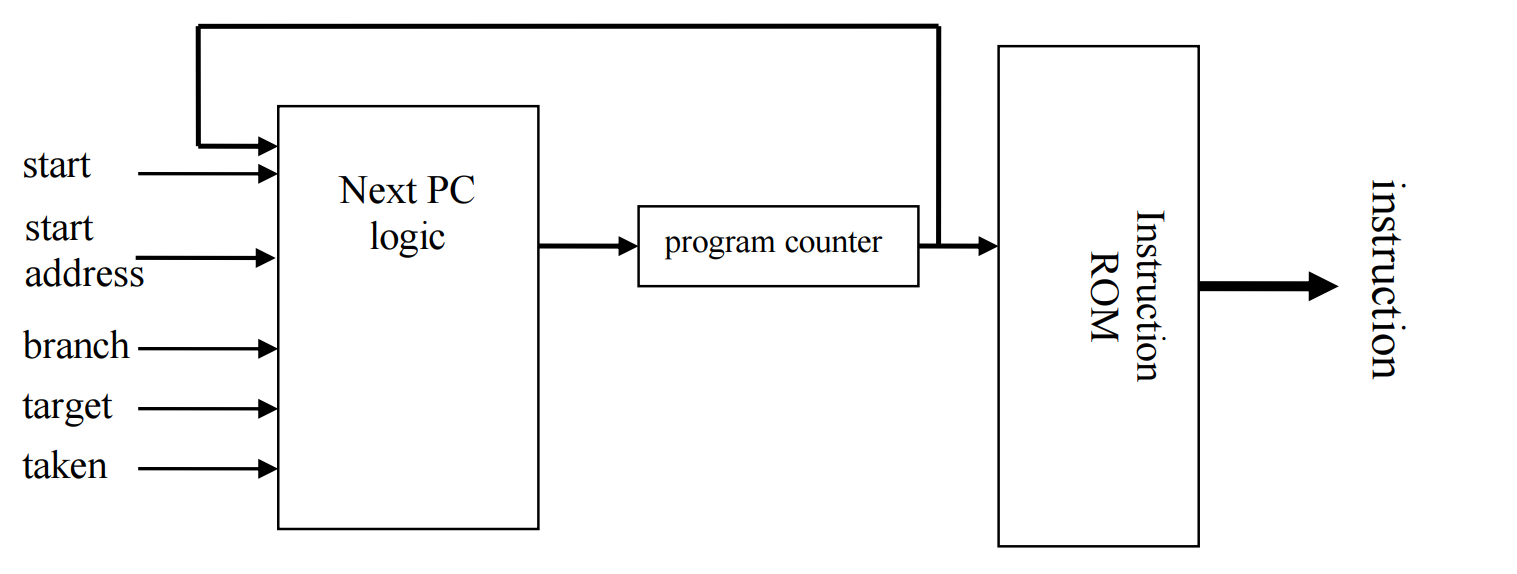 start
start
address
branch
target
taken
Next PC
logic
program counter
Instruction
ROM
instruction